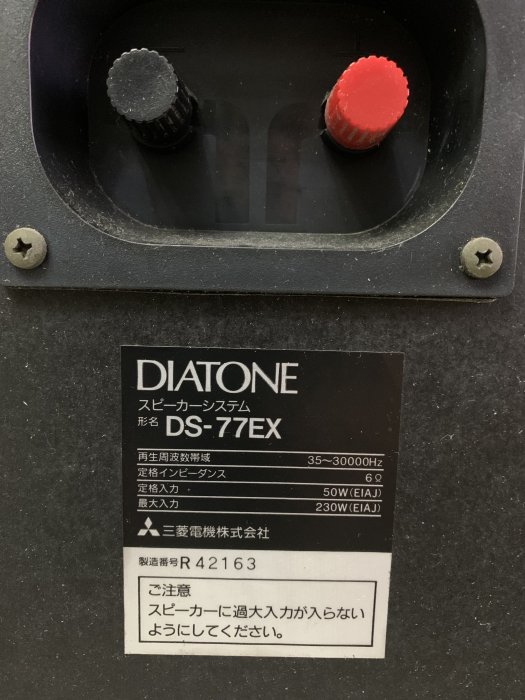 DIATONE
スピーカーシステム
形名 DS-77EX
再生周波数帯域 35~30000Hz
定格インピーダンス 6Ω
定格入力 50W(EIAJ)
最大入力 230W(EIAJ)
三菱電機株式会社
製造番号 R 42163
ご注意
スピーカーに過大入力が入らない
ようにしてください。